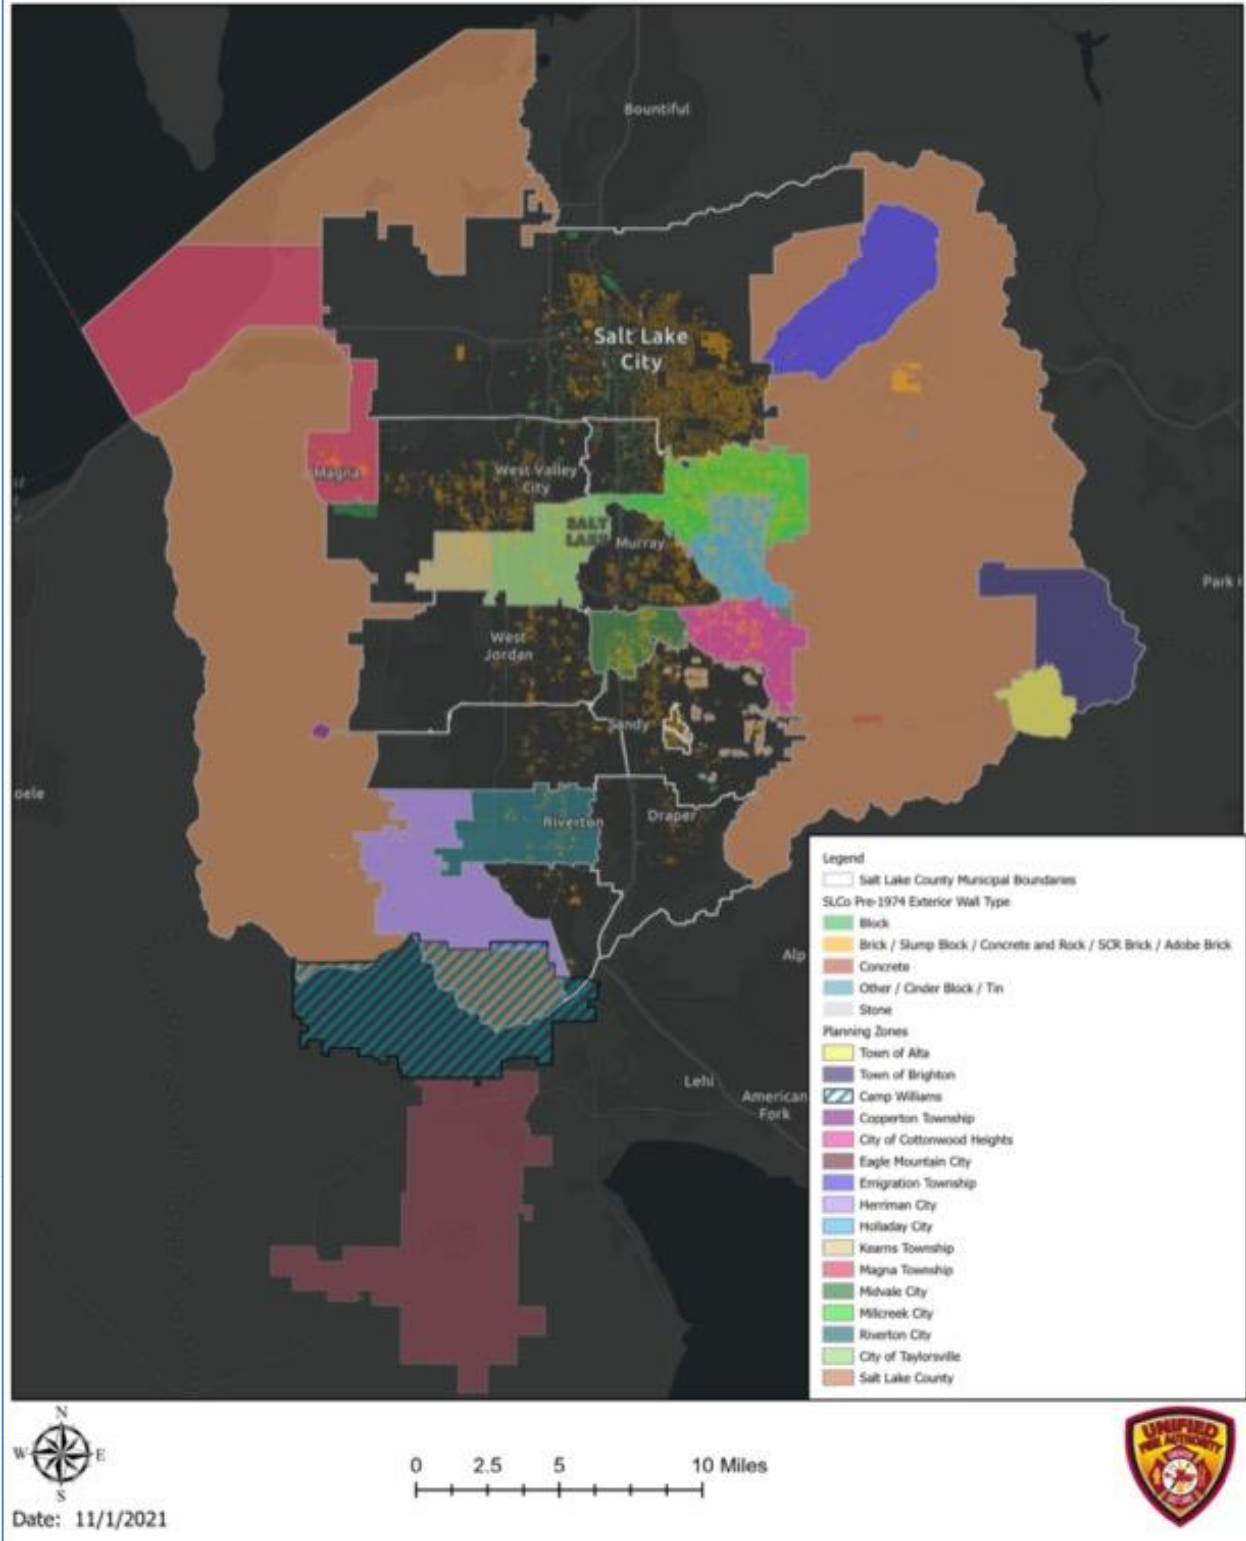 Bountiful
Salt Lake
City
Magna
West Valley
City
SALT
LAKE
Murray
Park
West
Jordan
Sandy
oele
Riverton
Draper
Alp
Lehi
American
Fork
Legend
Salt Lake County Municipal Boundaries
SLCo Pre-1974 Exterior Wall Type
Block
Brick / Slump Block / Concrete and Rock / SCR Brick / Adobe Brick
Concrete
Other / Cinder Block / Tin
Stone
Planning Zones
Town of Alta
Town of Brighton
Camp Williams
Copperton Township
City of Cottonwood Heights
Eagle Mountain City
Emigration Township
Herriman City
Holladay City
Kearns Township
Magna Township
Midvale City
Millcreek City
Riverton City
City of Taylorsville
Salt Lake County
N
W E
S
0 2.5 5 10 Miles
Date: 11/1/2021
UNIFIED
FIRE AUTHORITY